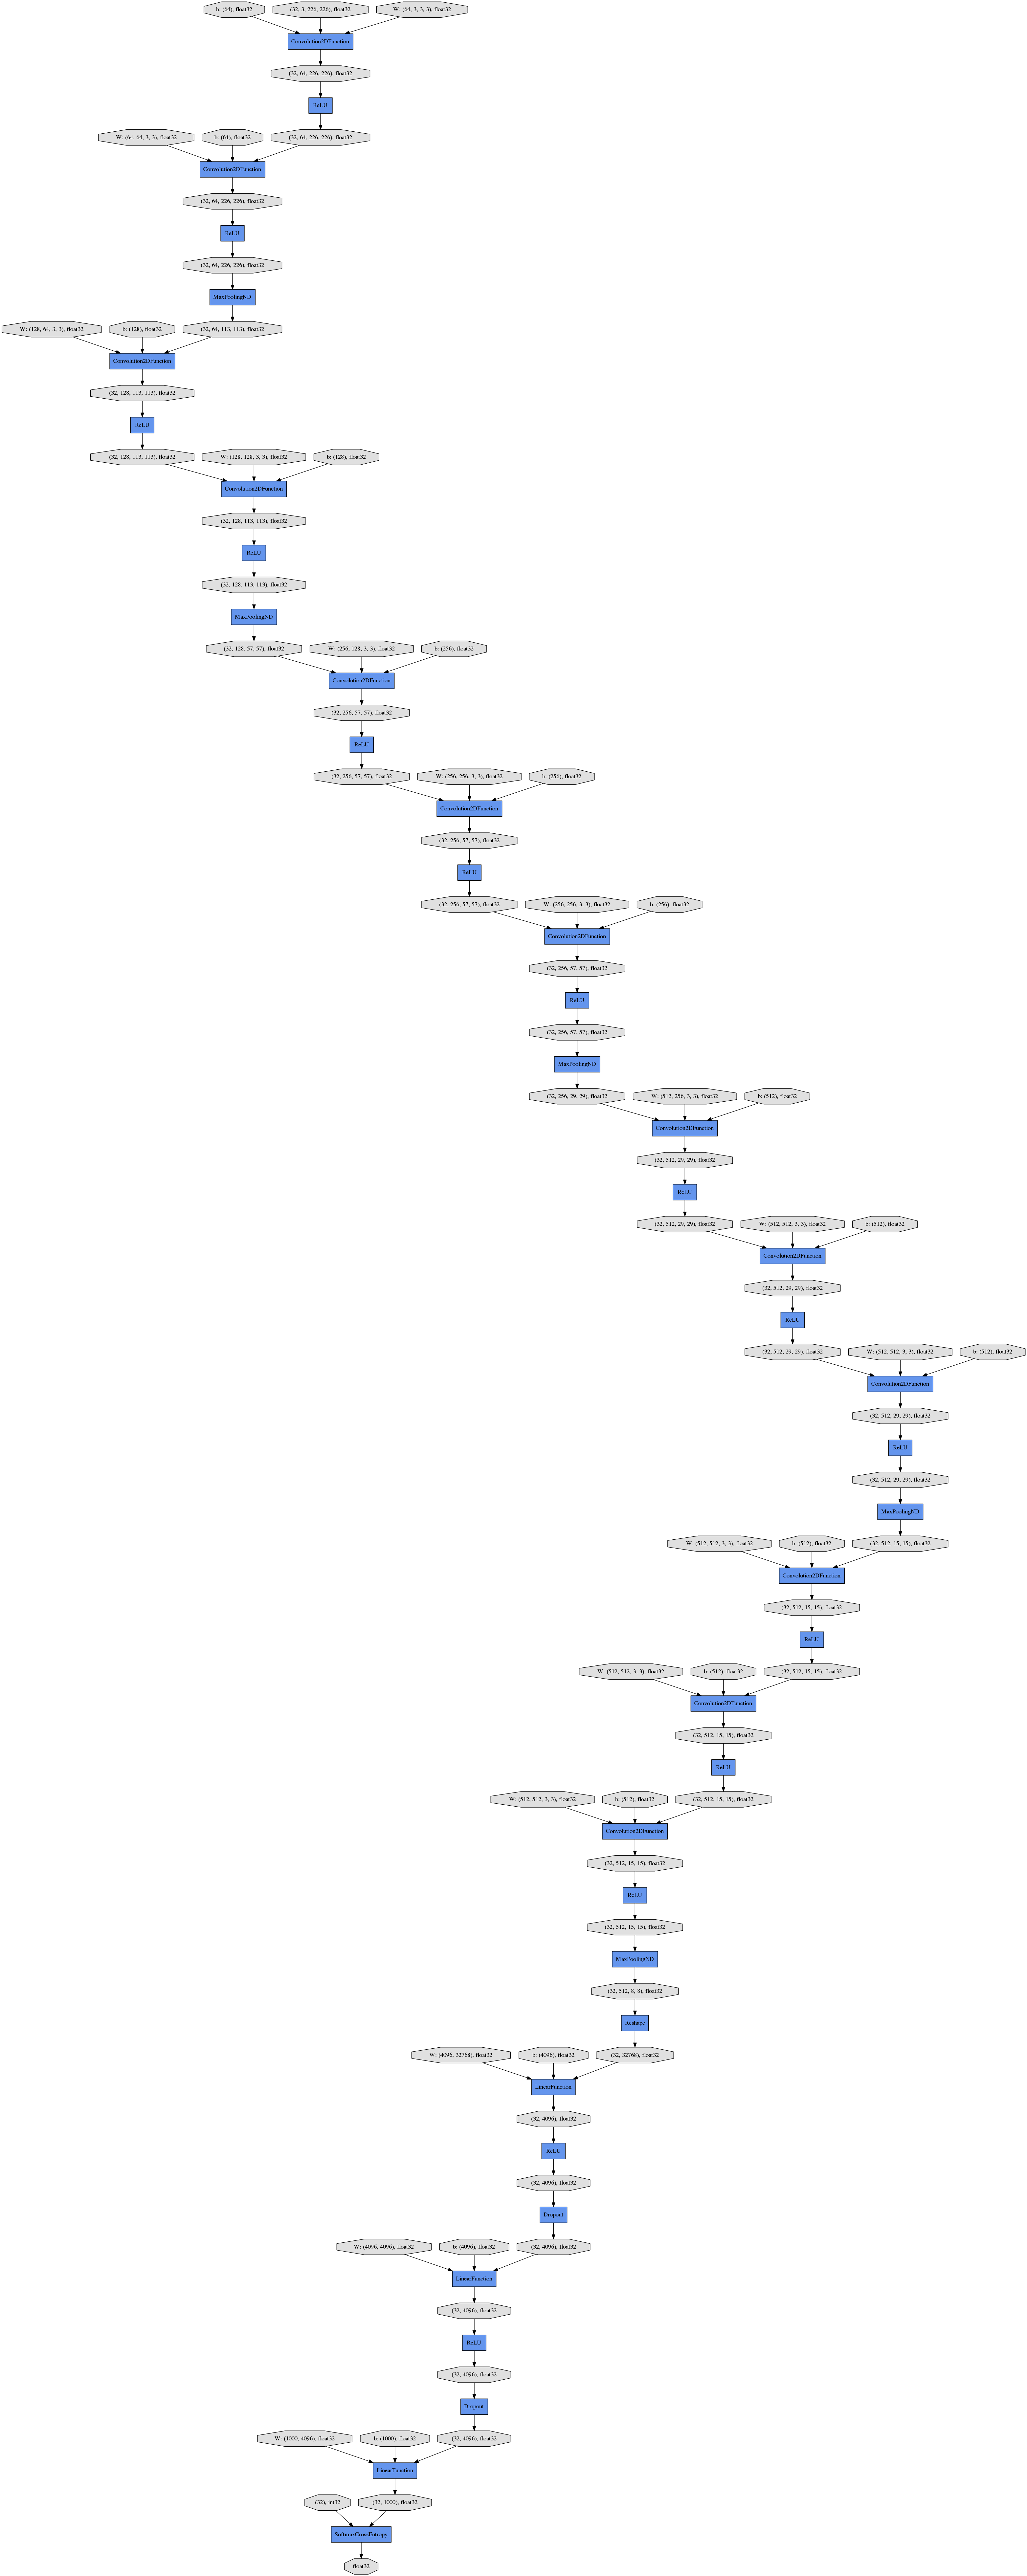 b: (64), float32
(32, 3, 226, 226), float32
W: (64, 3, 3, 3), float32
Convolution2DFunction
(32, 64, 226, 226), float32
ReLU
W: (64, 64, 3, 3), float32
b: (64), float32
(32, 64, 226, 226), float32
Convolution2DFunction
(32, 64, 226, 226), float32
ReLU
(32, 64, 226, 226), float32
MaxPoolingND
W: (128, 64, 3, 3), float32
b: (128), float32
(32, 64, 113, 113), float32
Convolution2DFunction
(32, 128, 113, 113), float32
ReLU
(32, 128, 113, 113), float32
W: (128, 128, 3, 3), float32
b: (128), float32
Convolution2DFunction
(32, 128, 113, 113), float32
ReLU
(32, 128, 113, 113), float32
MaxPoolingND
(32, 128, 57, 57), float32
W: (256, 128, 3, 3), float32
b: (256), float32
Convolution2DFunction
(32, 256, 57, 57), float32
ReLU
(32, 256, 57, 57), float32
W: (256, 256, 3, 3), float32
b: (256), float32
Convolution2DFunction
(32, 256, 57, 57), float32
ReLU
(32, 256, 57, 57), float32
W: (256, 256, 3, 3), float32
b: (256), float32
Convolution2DFunction
(32, 256, 57, 57), float32
ReLU
(32, 256, 57, 57), float32
MaxPoolingND
(32, 256, 29, 29), float32
W: (512, 256, 3, 3), float32
b: (512), float32
Convolution2DFunction
(32, 512, 29, 29), float32
ReLU
(32, 512, 29, 29), float32
W: (512, 512, 3, 3), float32
b: (512), float32
Convolution2DFunction
(32, 512, 29, 29), float32
ReLU
(32, 512, 29, 29), float32
W: (512, 512, 3, 3), float32
b: (512), float32
Convolution2DFunction
(32, 512, 29, 29), float32
ReLU
(32, 512, 29, 29), float32
MaxPoolingND
W: (512, 512, 3, 3), float32
b: (512), float32
(32, 512, 15, 15), float32
Convolution2DFunction
(32, 512, 15, 15), float32
ReLU
W: (512, 512, 3, 3), float32
b: (512), float32
(32, 512, 15, 15), float32
Convolution2DFunction
(32, 512, 15, 15), float32
ReLU
W: (512, 512, 3, 3), float32
b: (512), float32
(32, 512, 15, 15), float32
Convolution2DFunction
(32, 512, 15, 15), float32
ReLU
(32, 512, 15, 15), float32
MaxPoolingND
(32, 512, 8, 8), float32
Reshape
W: (4096, 32768), float32
b: (4096), float32
(32, 32768), float32
LinearFunction
(32, 4096), float32
ReLU
(32, 4096), float32
Dropout
W: (4096, 4096), float32
b: (4096), float32
(32, 4096), float32
LinearFunction
(32, 4096), float32
ReLU
(32, 4096), float32
Dropout
W: (1000, 4096), float32
b: (1000), float32
(32, 4096), float32
LinearFunction
(32), int32
(32, 1000), float32
SoftmaxCrossEntropy
float32